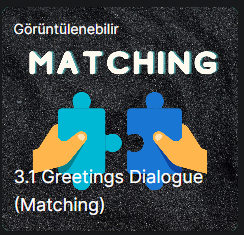 Görüntülenebilir
MATCHING
3.1 Greetings Dialogue
(Matching)